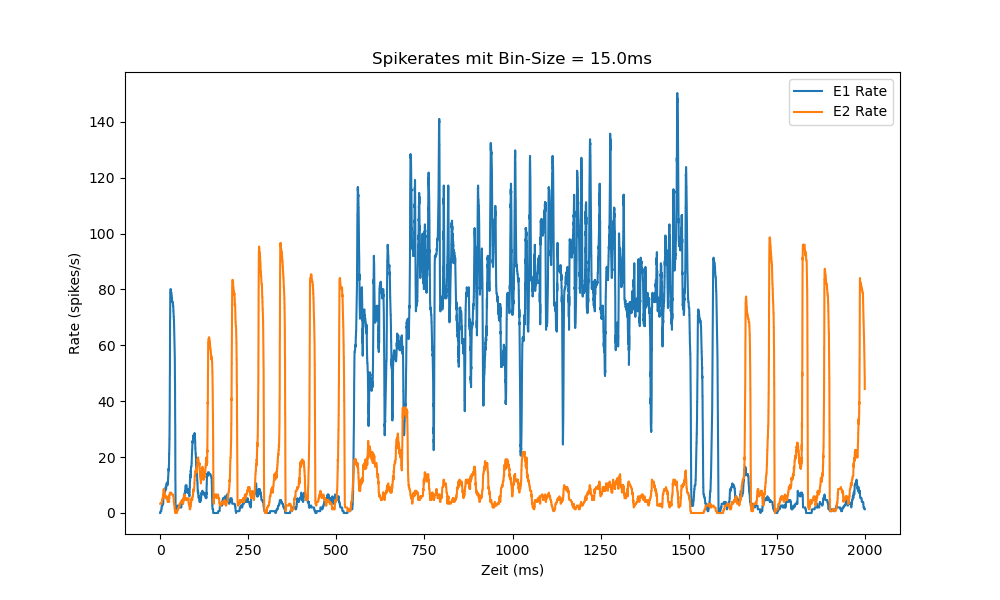 Spikerates mit Bin-Size = 15.0ms
E1 Rate
E2 Rate
Rate (spikes/s)
140
120
100
80
60
40
20
0
0 250 500 750 1000 1250 1500 1750 2000
Zeit (ms)